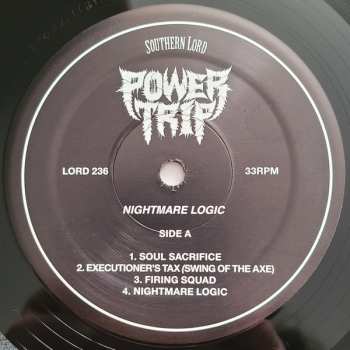 SOUTHERN LORD
POWER
TRIP
LORD 236
33RPM
NIGHTMARE LOGIC
SIDE A
1. SOUL SACRIFICE
2. EXECUTIONER'S TAX (SWING OF THE AXE)
3. FIRING SQUAD
4. NIGHTMARE LOGIC